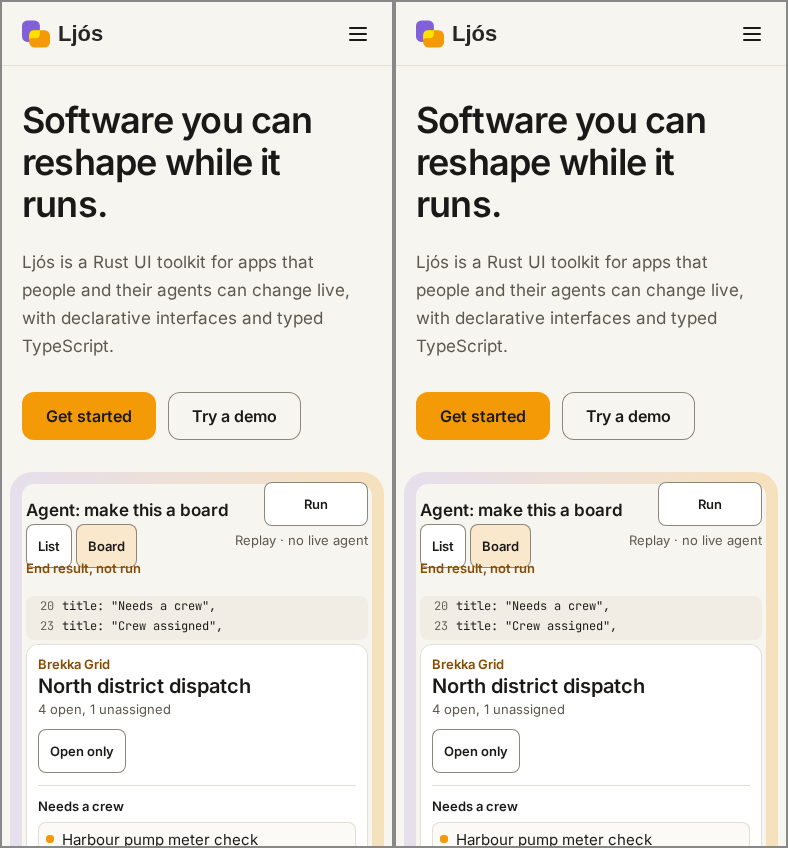 Ljós
Software you can
reshape while it
runs.
Ljós is a Rust UI toolkit for apps that
people and their agents can change live,
with declarative interfaces and typed
TypeScript.
Get started
Try a demo
Agent: make this a board
Run
List
Board
Replay · no live agent
End result, not run
20 title: "Needs a crew",
23 title: "Crew assigned",
Brekka Grid
North district dispatch
4 open, 1 unassigned
Open only
Needs a crew
Harbour pump meter check
Ljós
Software you can
reshape while it
runs.
Ljós is a Rust UI toolkit for apps that
people and their agents can change live,
with declarative interfaces and typed
TypeScript.
Get started
Try a demo
Agent: make this a board
Run
List
Board
Replay · no live agent
End result, not run
20 title: "Needs a crew",
23 title: "Crew assigned",
Brekka Grid
North district dispatch
4 open, 1 unassigned
Open only
Needs a crew
Harbour pump meter check